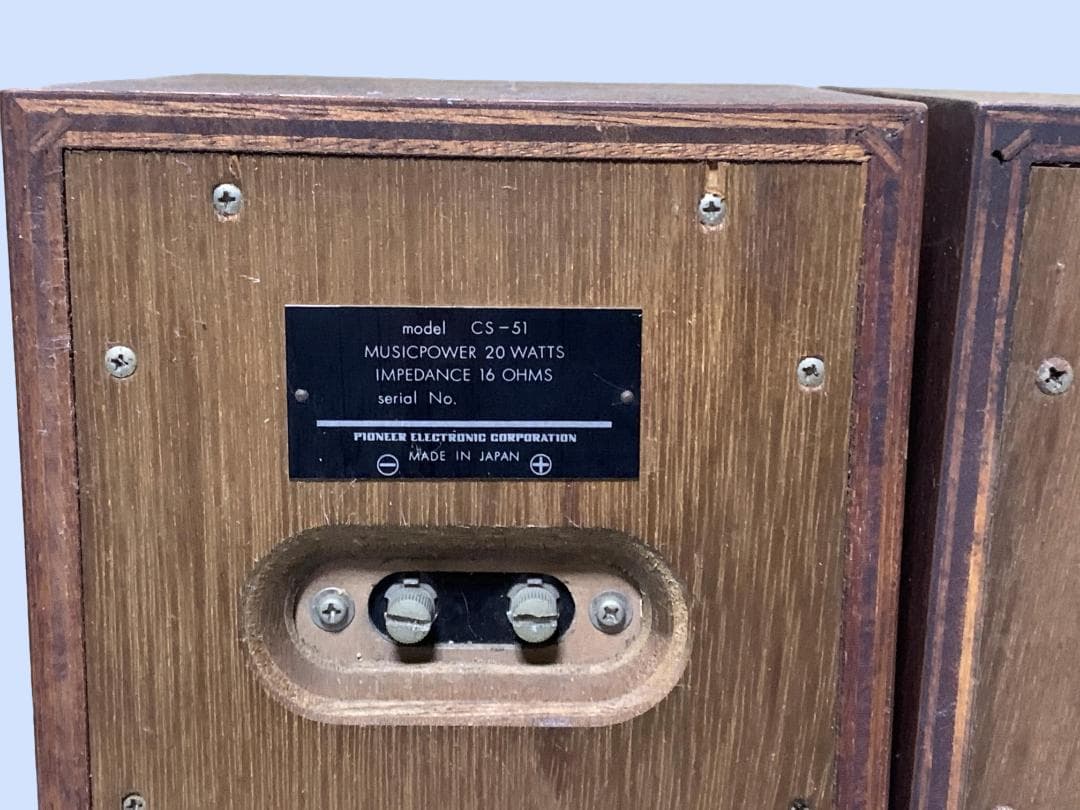 model CS-51
MUSICPOWER 20 WATTS
IMPEDANCE 16 OHMS
serial No.
PIONEER ELECTRONIC CORPORATION
MADE IN JAPAN
⊖ ⊕